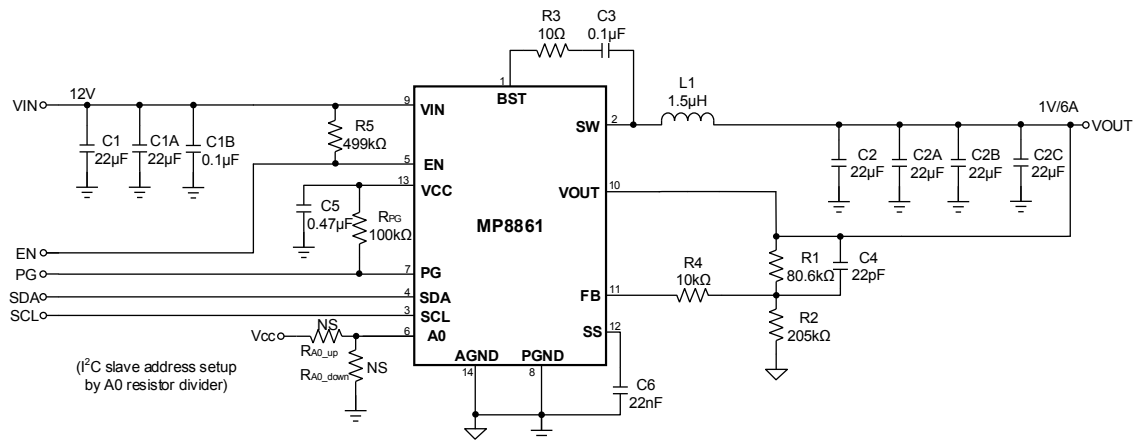 R3
10Ω
C3
0.1µF
1
BST
L1
1.5µH
VIN
12V
9
VIN
SW
2
1V/6A
VOUT
C1
22µF
C1A
22µF
C1B
0.1µF
R5
499kΩ
5
EN
13
VCC
C5
0.47µF
RPG
100kΩ
MP8861
VOUT
10
C2
22µF
C2A
22µF
C2B
22µF
C2C
22µF
EN
PG
7
PG
SDA
4
SDA
SCL
3
SCL
Vcc
NS
RA0_up
6
A0
RA0_down
NS
(I²C slave address setup
by A0 resistor divider)
R1
80.6kΩ
C4
22pF
R4
10kΩ
FB
11
R2
205kΩ
SS
12
C6
22nF
AGND
14
PGND
8